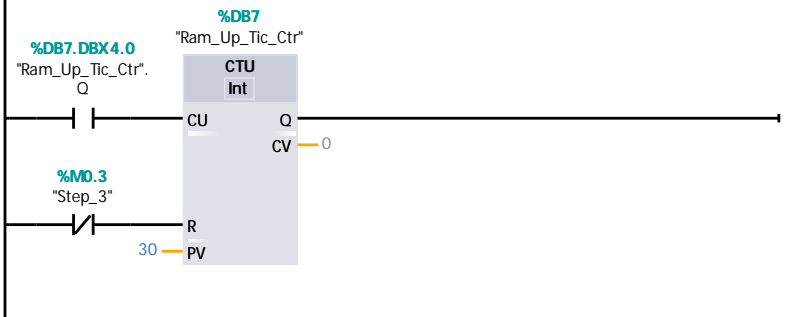 %DB7
"Ram_Up_Tic_Ctr"
%DB7.DBX4.0
"Ram_Up_Tic_Ctr".
Q
CTU
Int
CU
Q
CV
0
%M0.3
"Step_3"
R
30
PV